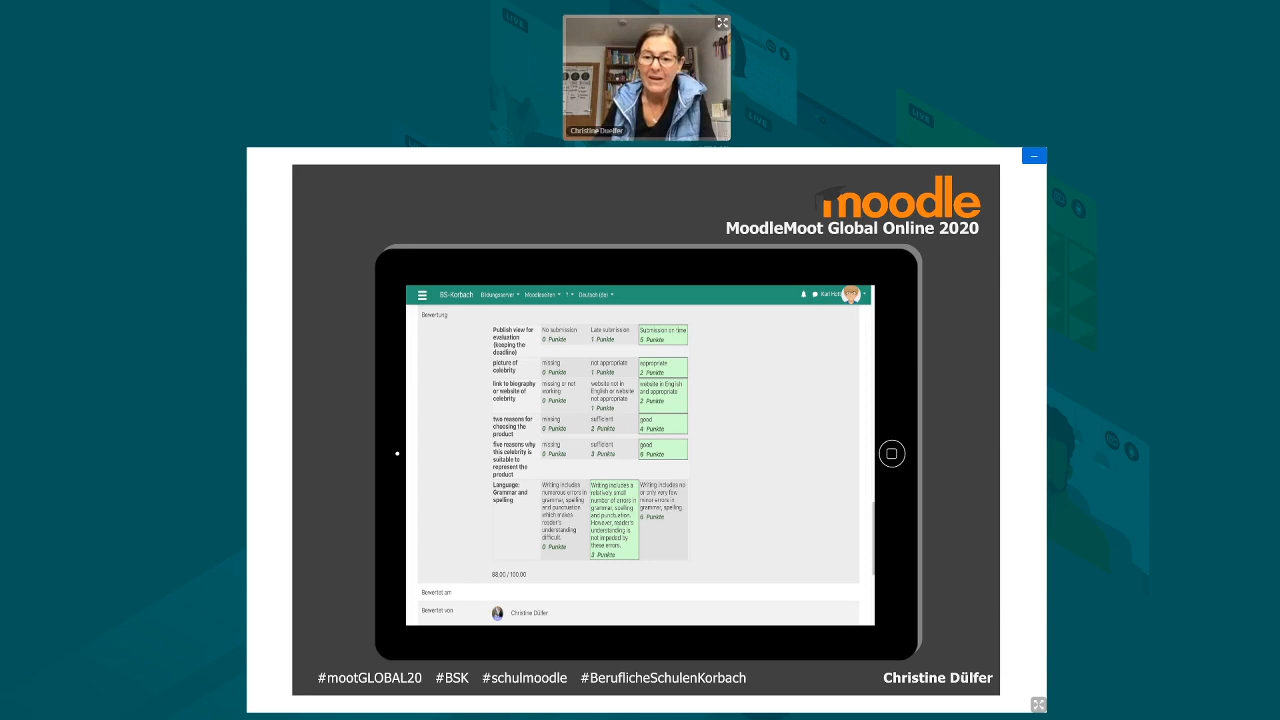 LIVE
LIVE
LIVE
Christine Duelfer
moodle
MoodleMoot Global Online 2020
BS-Korbach Bildungsserver Moodleseiten ? Deutsch (de)
Bewertung
Publish view for evaluation (keeping the deadline)
No submission
0 Punkte
Late submission
1 Punkte
Submission on time
5 Punkte
picture of celebrity
missing
0 Punkte
not appropriate
1 Punkte
appropriate
2 Punkte
link to biography or website of celebrity
missing or not working
0 Punkte
website not in English or website not appropriate
1 Punkte
website in English and appropriate
2 Punkte
two reasons for choosing the product
missing
0 Punkte
sufficient
2 Punkte
good
4 Punkte
five reasons why this celebrity is suitable to represent the product
missing
0 Punkte
sufficient
3 Punkte
good
6 Punkte
Language: Grammar and spelling
Writing includes numerous errors in grammar, spelling and punctuation which makes reader's understanding difficult.
0 Punkte
Writing includes a relatively small number of errors in grammar, spelling and punctuation. However, reader's understanding is not impeded by these errors.
3 Punkte
Writing includes no or only very few minor errors in grammar, spelling.
6 Punkte
88,00 / 100,00
Bewertet am
Bewertet von
Christine Dülfer
#mootGLOBAL20 #BSK #schulmoodle #BeruflicheSchulenKorbach
Christine Dülfer